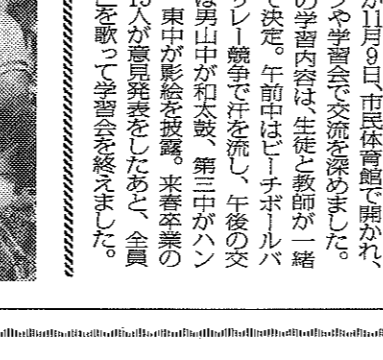 が11月9日、市民体育館で開かれ、
つや学習会で交流を深めました。
の学習内容は、生徒と教師が一緒
て決定。午前中はビーチボールバ
リレー競争で汗を流し、午後の交
は男山中が和太鼓、第三中がハン
東中が影絵を披露。来春卒業の
15人が意見発表をしたあと、全員
を歌って学習会を終えました。